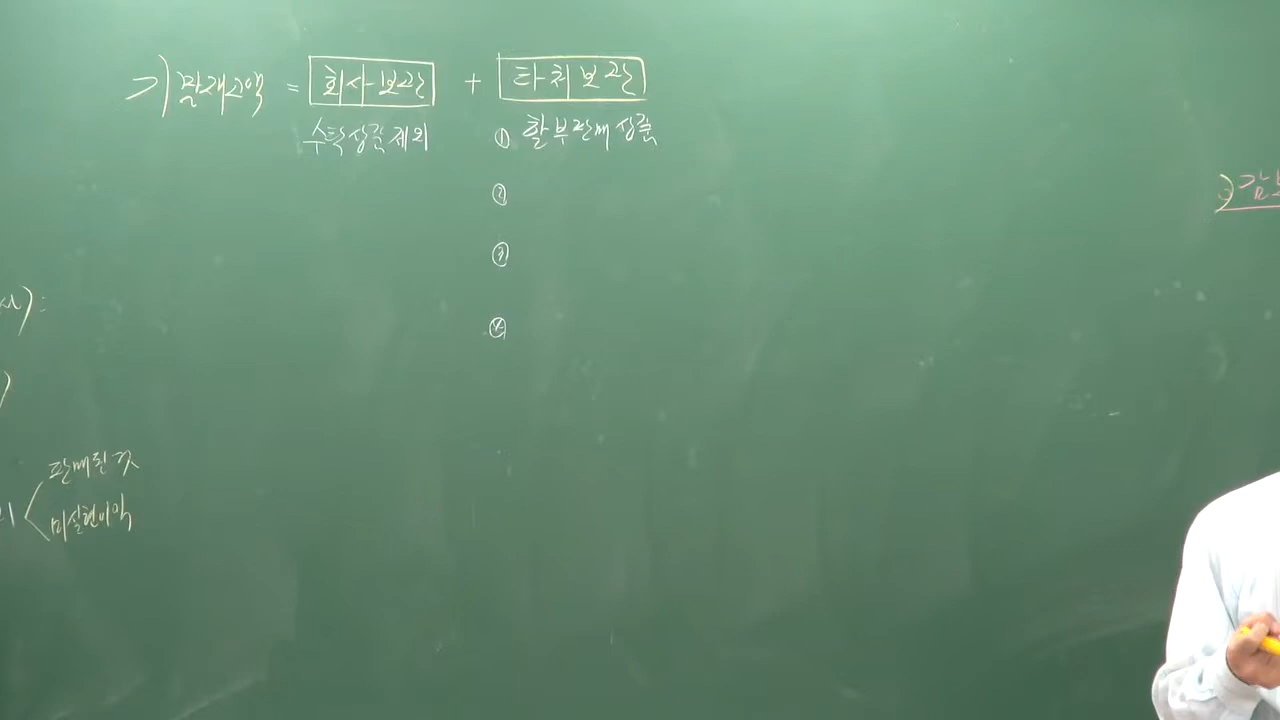 기말재고액 = 회사보관 + 타처보관
수탁상품제외 ① 할부판매상품
②
③
④
판매된 것
미실현이익